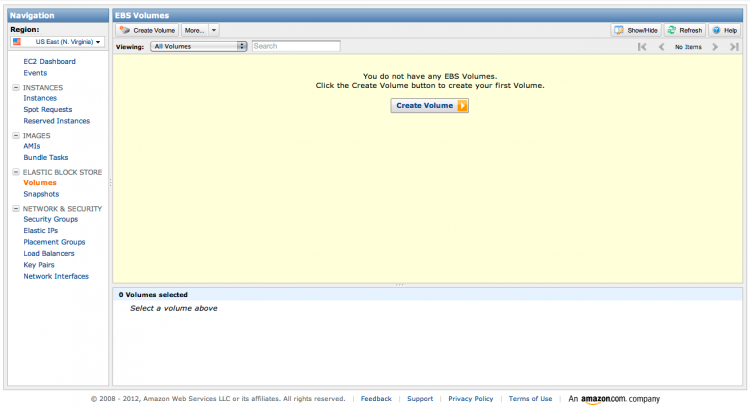 Navigation
Region:
US East (N. Virginia)
EC2 Dashboard
Events
INSTANCES
Instances
Spot Requests
Reserved Instances
IMAGES
AMIs
Bundle Tasks
ELASTIC BLOCK STORE
Volumes
Snapshots
NETWORK & SECURITY
Security Groups
Elastic IPs
Placement Groups
Load Balancers
Key Pairs
Network Interfaces
EBS Volumes
Create Volume More... Show/Hide Refresh Help
Viewing: All Volumes Search No Items
You do not have any EBS Volumes.
Click the Create Volume button to create your first Volume.
Create Volume
0 Volumes selected
Select a volume above
© 2008 - 2012, Amazon Web Services LLC or its affiliates. All rights reserved. | Feedback | Support | Privacy Policy | Terms of Use | An amazon.com. company